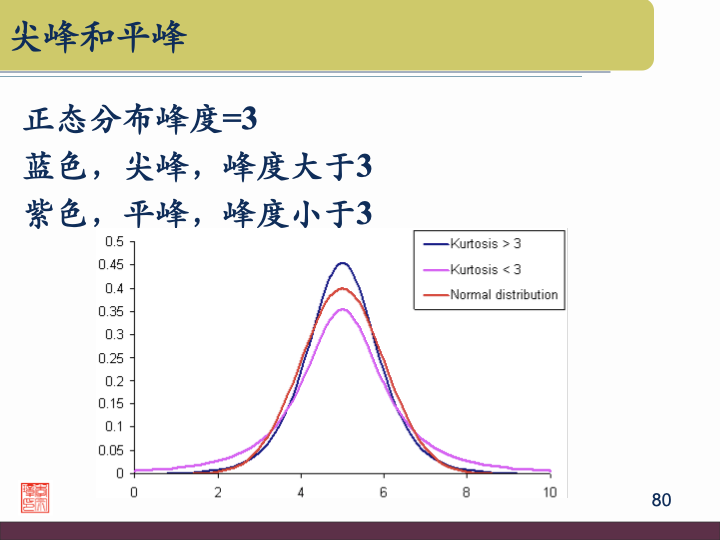 尖峰和平峰
正态分布峰度=3
蓝色，尖峰，峰度大于3
紫色，平峰，峰度小于3
0.5
0.45
0.4
0.35
0.3
0.25
0.2
0.15
0.1
0.05
0
0 2 4 6 8 10
Kurtosis > 3
Kurtosis < 3
Normal distribution
80